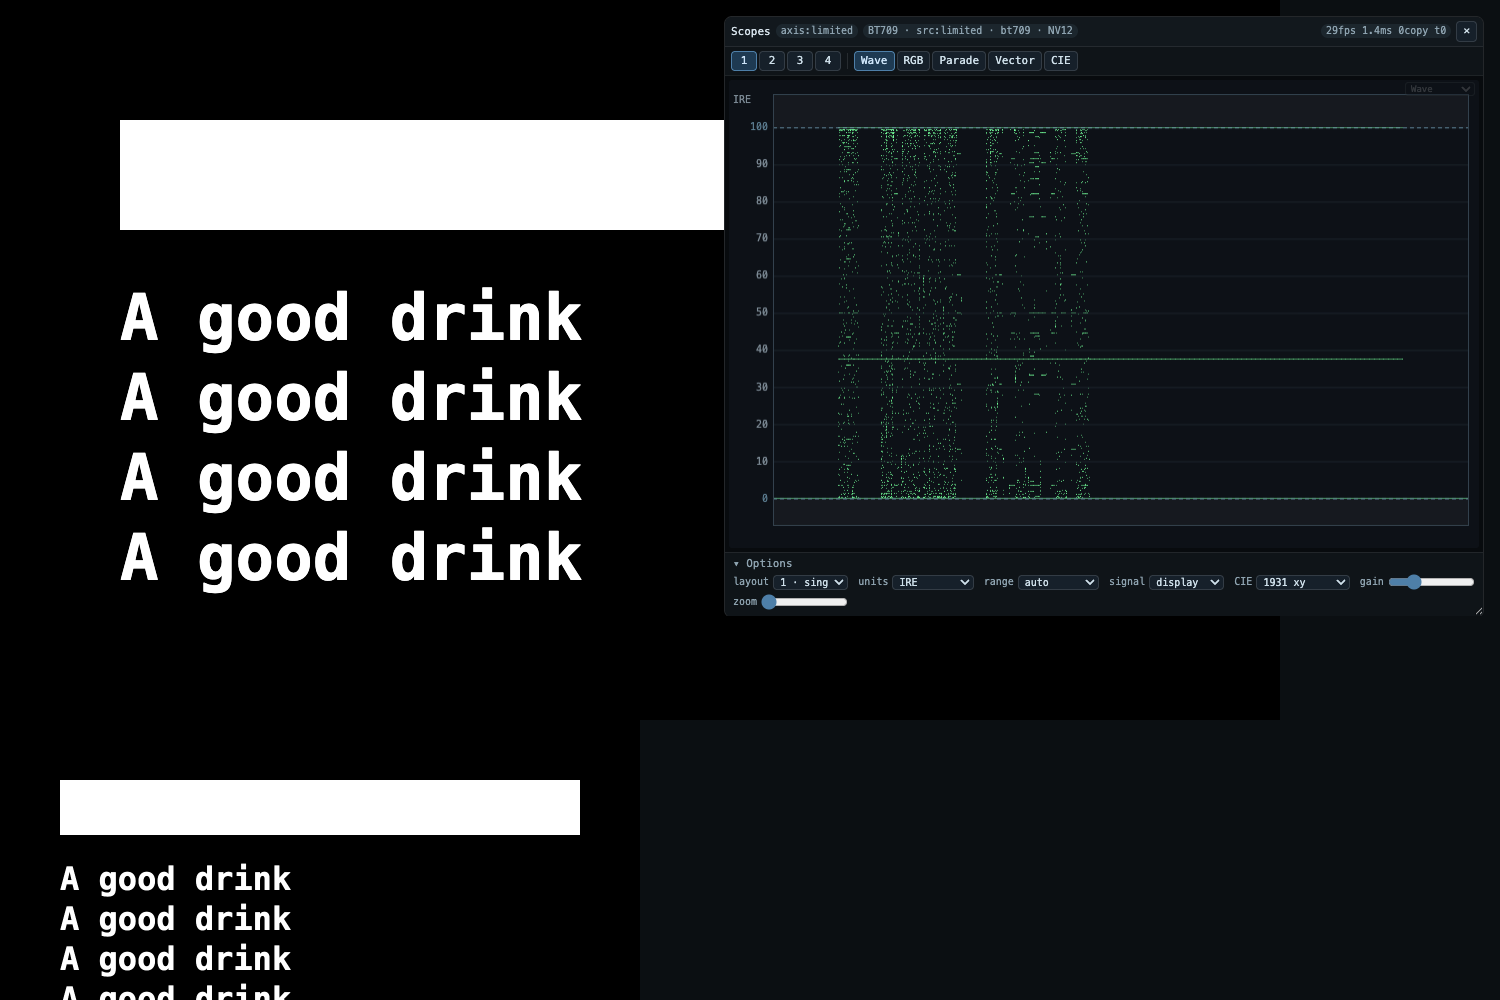 A good drink
A good drink
A good drink
A good drink
Scopes axis:limited BT709 · src:limited · bt709 · NV12 29fps 1.4ms 0copy t0 ×
1 2 3 4 Wave RGB Parade Vector CIE
Wave
IRE
100
90
80
70
60
50
40
30
20
10
0
▾ Options
layout 1 · sing units IRE range auto signal display CIE 1931 xy gain
zoom
A good drink
A good drink
A good drink
A good drink